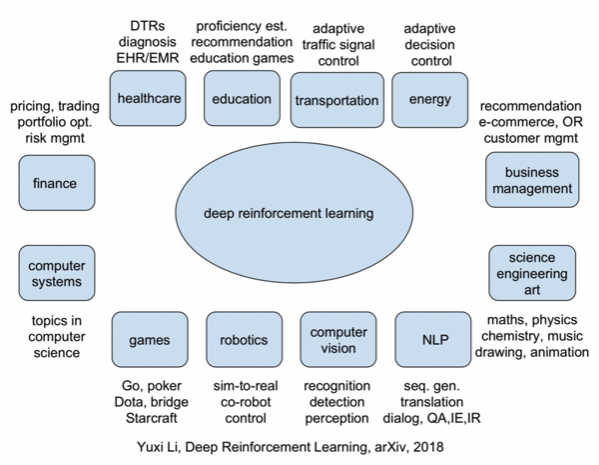 DTRs
diagnosis
EHR/EMR
healthcare
proficiency est.
recommendation
education games
education
adaptive
traffic signal
control
transportation
adaptive
decision
control
energy
pricing, trading
portfolio opt.
risk mgmt
finance
recommendation
e-commerce, OR
customer mgmt
business
management
deep reinforcement learning
computer
systems
topics in
computer
science
science
engineering
art
maths, physics
chemistry, music
drawing, animation
games
Go, poker
Dota, bridge
Starcraft
robotics
sim-to-real
co-robot
control
computer
vision
recognition
detection
perception
NLP
seq. gen.
translation
dialog, QA,IE,IR
Yuxi Li, Deep Reinforcement Learning, arXiv, 2018